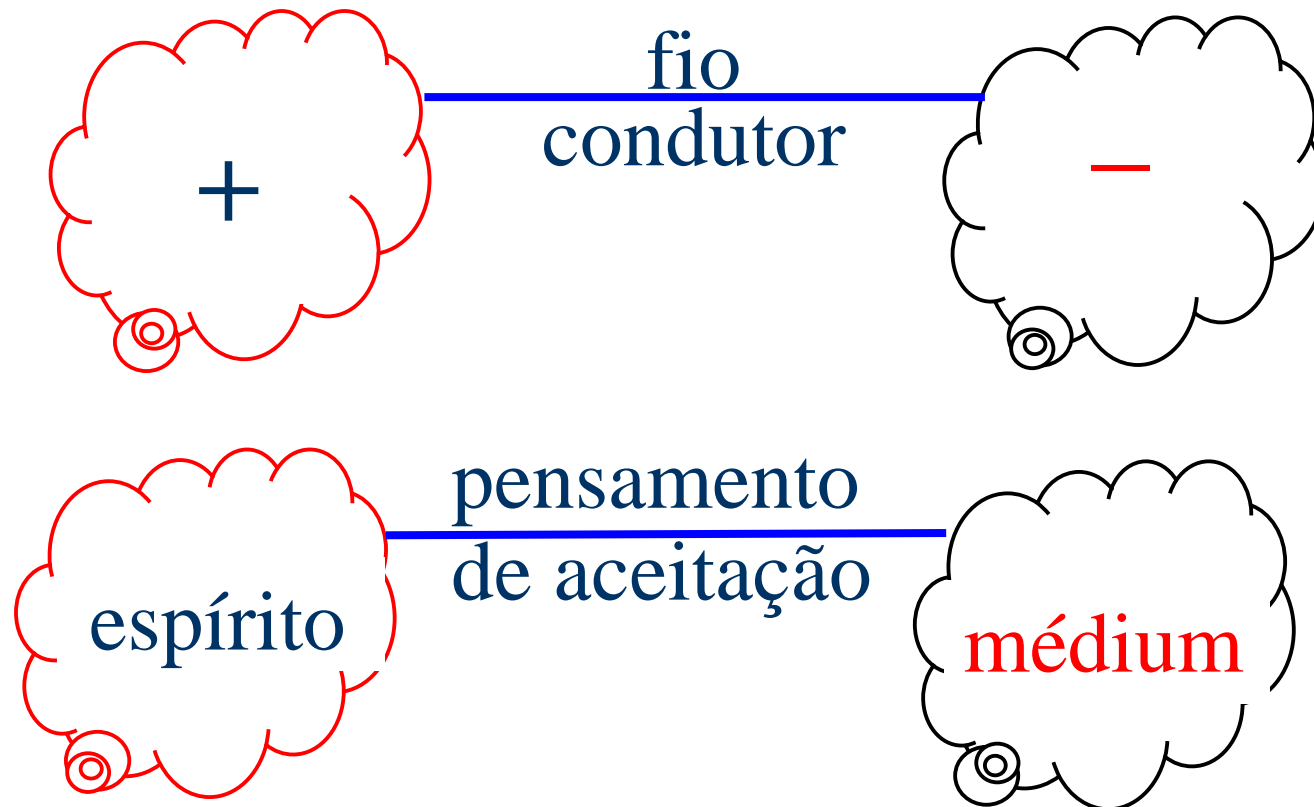 fio
condutor
+
–
pensamento
de aceitação
espírito
médium